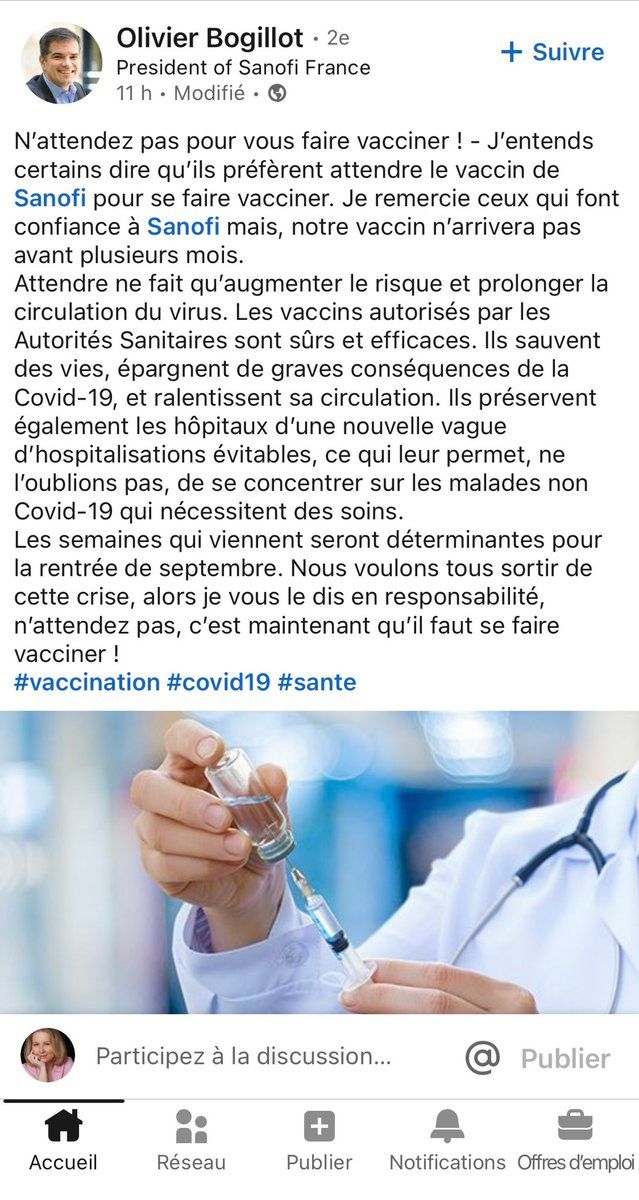 Olivier Bogillot · 2e
+ Suivre
President of Sanofi France
11 h • Modifié •
N’attendez pas pour vous faire vacciner ! - J’entends
certains dire qu’ils préfèrent attendre le vaccin de
Sanofi pour se faire vacciner. Je remercie ceux qui font
confiance à Sanofi mais, notre vaccin n’arrivera pas
avant plusieurs mois.
Attendre ne fait qu’augmenter le risque et prolonger la
circulation du virus. Les vaccins autorisés par les
Autorités Sanitaires sont sûrs et efficaces. Ils sauvent
des vies, épargnent de graves conséquences de la
Covid-19, et ralentissent sa circulation. Ils préservent
également les hôpitaux d’une nouvelle vague
d’hospitalisations évitables, ce qui leur permet, ne
l’oublions pas, de se concentrer sur les malades non
Covid-19 qui nécessitent des soins.
Les semaines qui viennent seront déterminantes pour
la rentrée de septembre. Nous voulons tous sortir de
cette crise, alors je vous le dis en responsabilité,
n’attendez pas, c’est maintenant qu’il faut se faire
vacciner !
#vaccination #covid19 #sante
Participez à la discussion... @ Publier
Accueil Réseau Publier Notifications Offres d’emploi